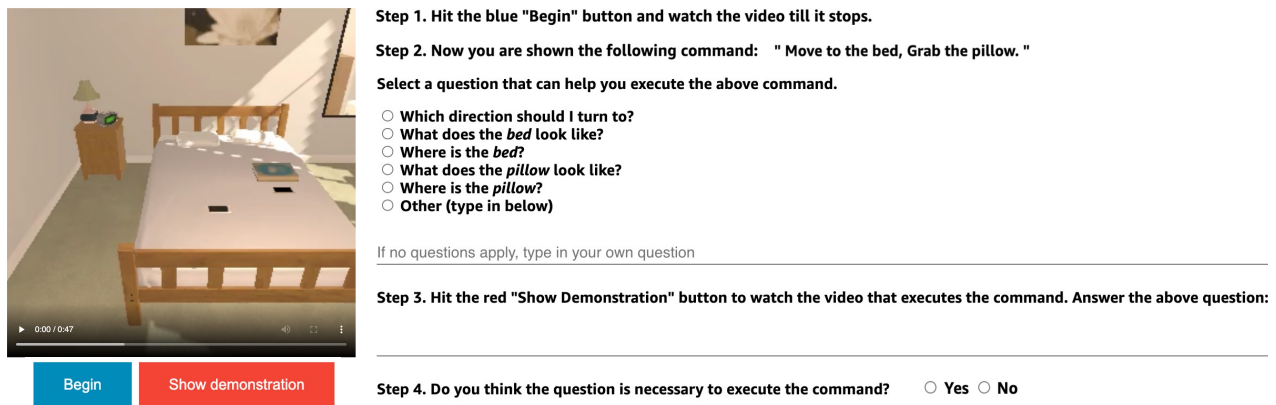 Step 1. Hit the blue "Begin" button and watch the video till it stops.
Step 2. Now you are shown the following command: " Move to the bed, Grab the pillow. "
Select a question that can help you execute the above command.
Which direction should I turn to?
What does the bed look like?
Where is the bed?
What does the pillow look like?
Where is the pillow?
Other (type in below)
If no questions apply, type in your own question
Step 3. Hit the red "Show Demonstration" button to watch the video that executes the command. Answer the above question:
0:00 / 0:47
Begin
Show demonstration
Step 4. Do you think the question is necessary to execute the command? Yes No